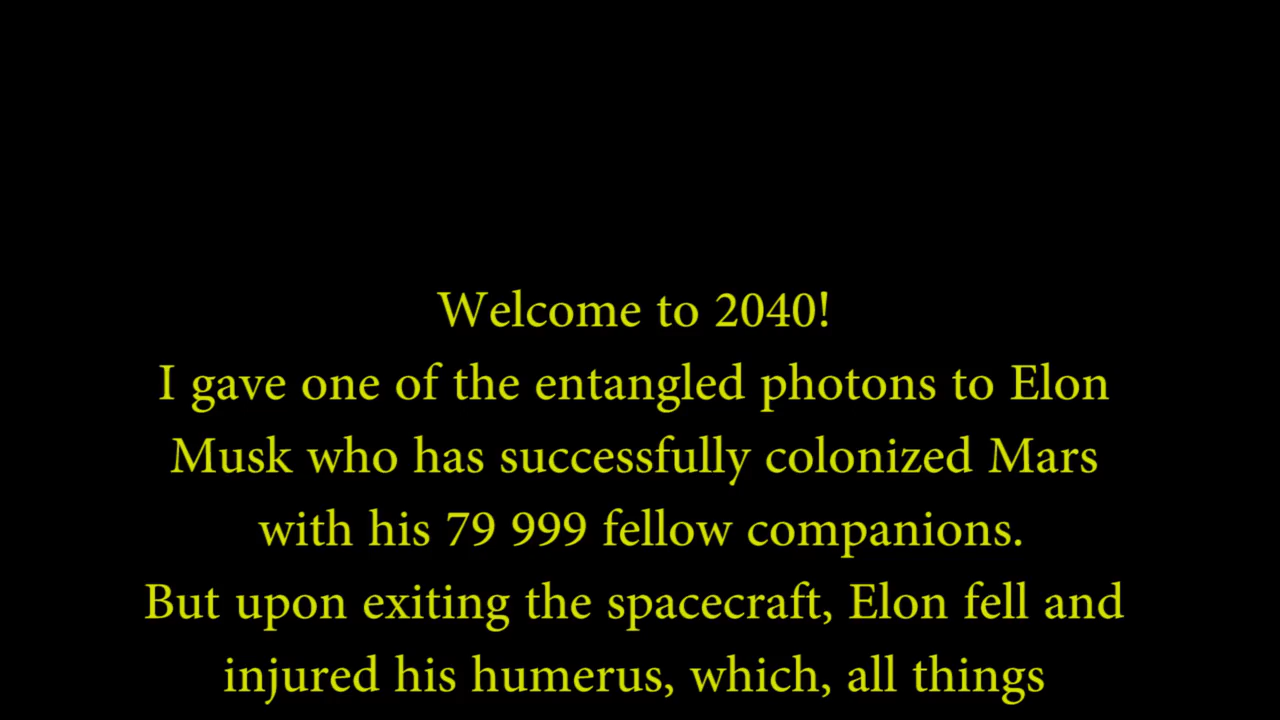 Welcome to 2040!
I gave one of the entangled photons to Elon
Musk who has successfully colonized Mars
with his 79 999 fellow companions.
But upon exiting the spacecraft, Elon fell and
injured his humerus, which, all things